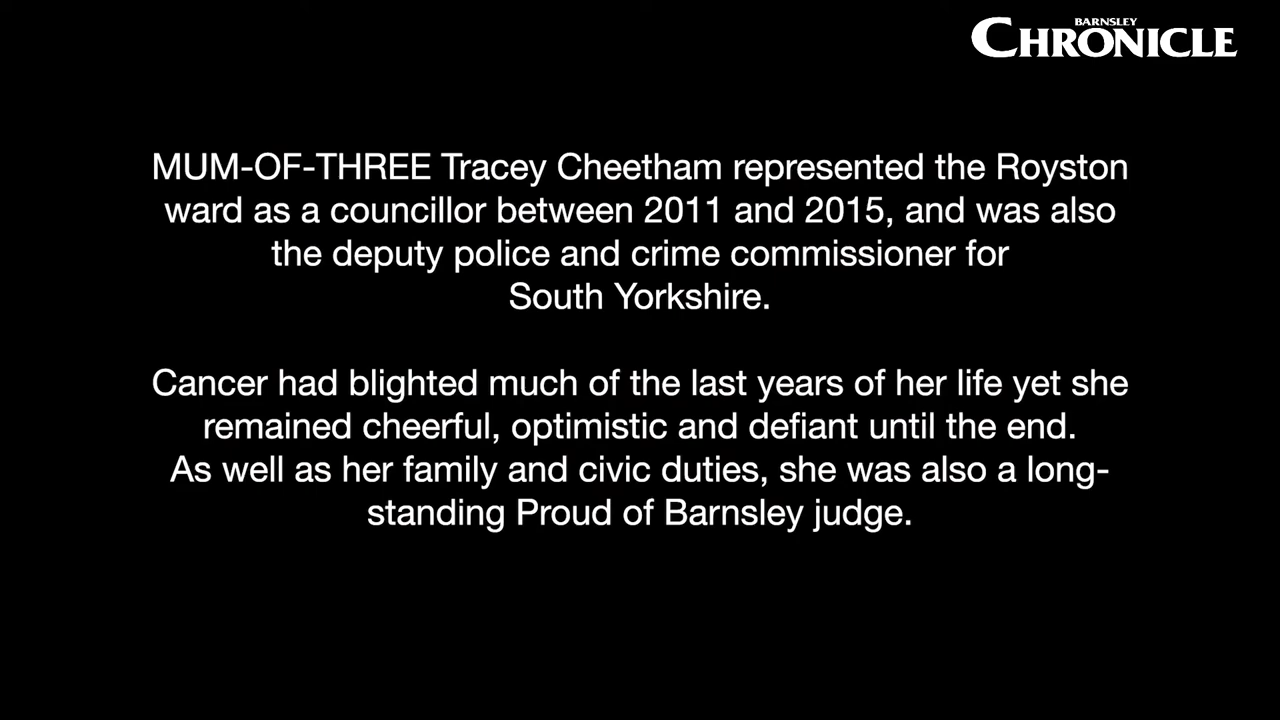 BARNSLEY
CHRONICLE
MUM-OF-THREE Tracey Cheetham represented the Royston
ward as a councillor between 2011 and 2015, and was also
the deputy police and crime commissioner for
South Yorkshire.
Cancer had blighted much of the last years of her life yet she
remained cheerful, optimistic and defiant until the end.
As well as her family and civic duties, she was also a long-
standing Proud of Barnsley judge.